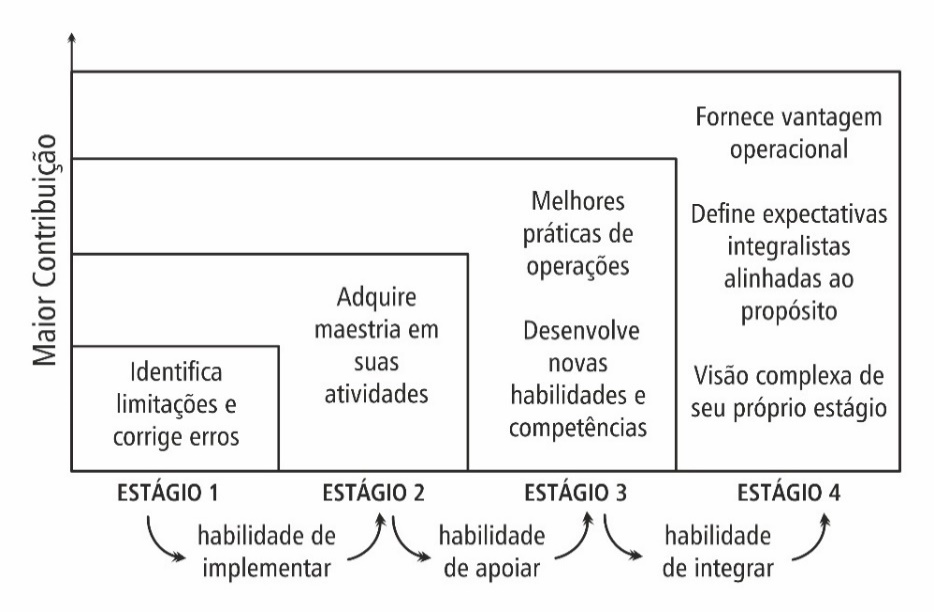 Maior Contribuição
Identifica
limitações e
corrige erros
Adquire
maestria em
suas
atividades
Melhores
práticas de
operações
Desenvolve
novas
habilidades e
competências
Fornece vantagem
operacional
Define expectativas
integralistas
alinhadas ao
propósito
Visão complexa de
seu próprio estágio
ESTÁGIO 1
ESTÁGIO 2
ESTÁGIO 3
ESTÁGIO 4
habilidade de
implementar
habilidade
de apoiar
habilidade
de integrar